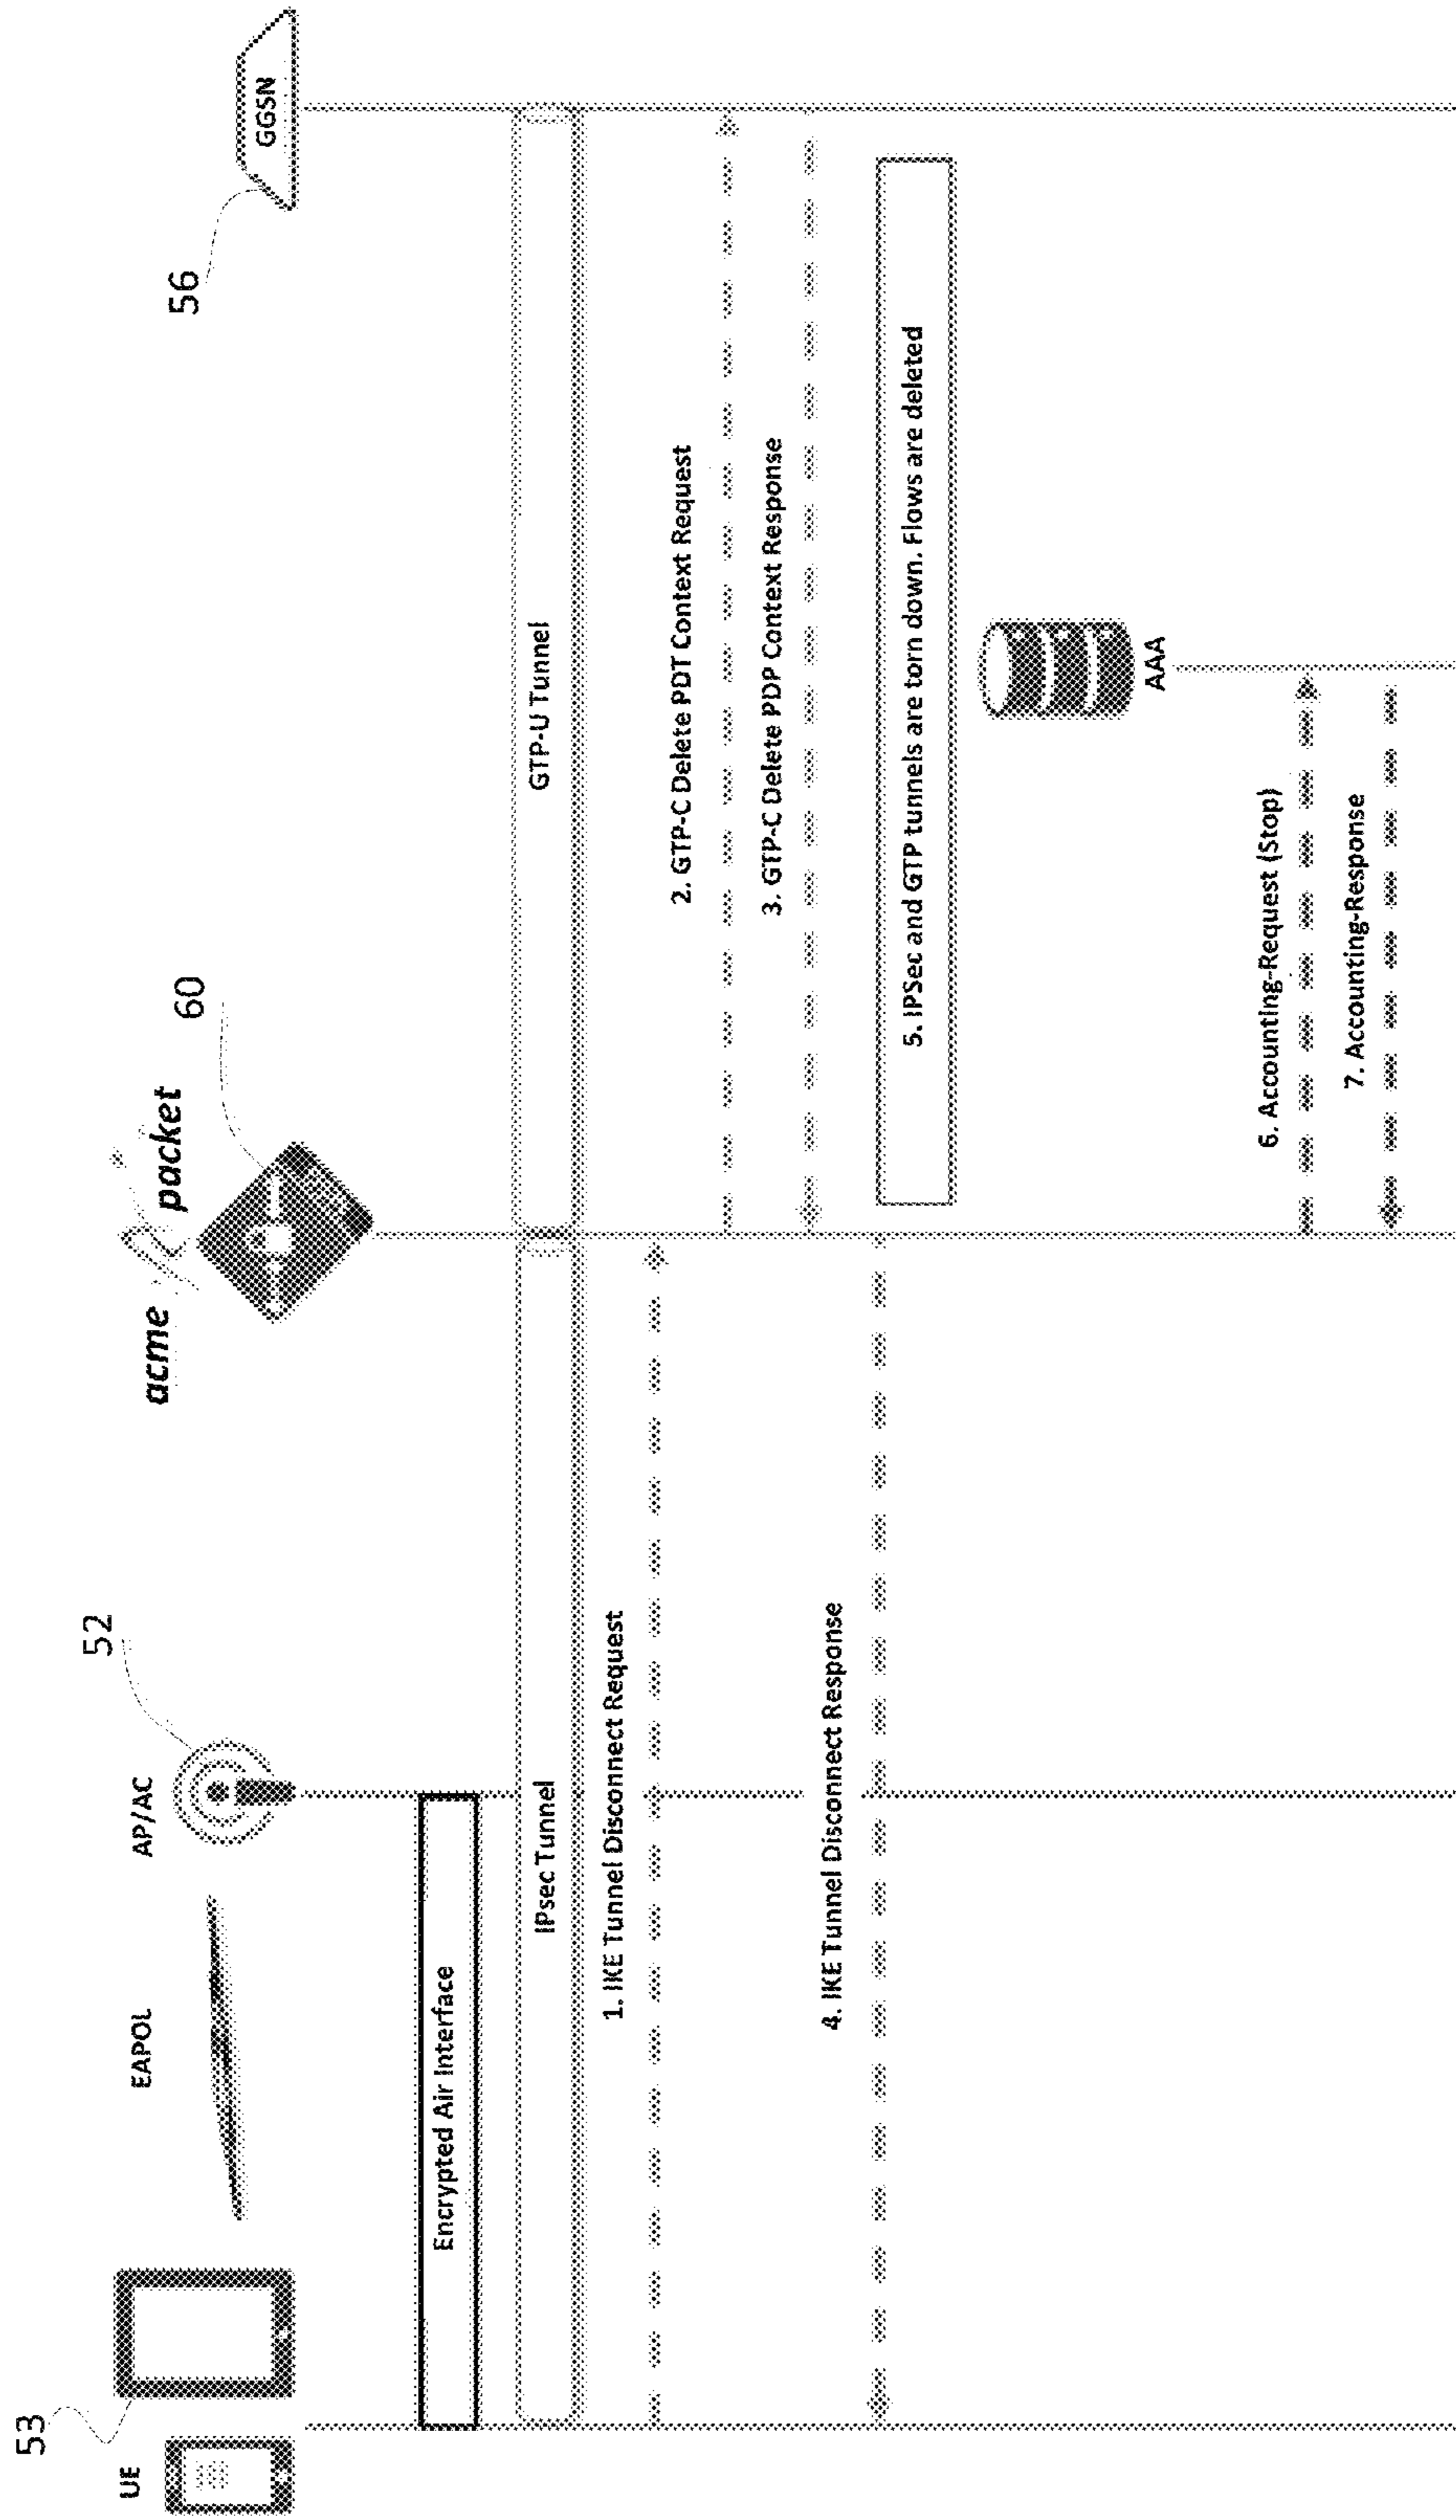 UE
53
EAPOL
AP/AC
52
acme packet
60
56
GGSN
Encrypted Air Interface
IPsec Tunnel
GTP-U Tunnel
1. IKE Tunnel Disconnect Request
2. GTP-C Delete PDT Context Request
3. GTP-C Delete PDP Context Response
4. IKE Tunnel Disconnect Response
5. IPSec and GTP tunnels are torn down. Flows are deleted
AAA
6. Accounting-Request (Stop)
7. Accounting-Response